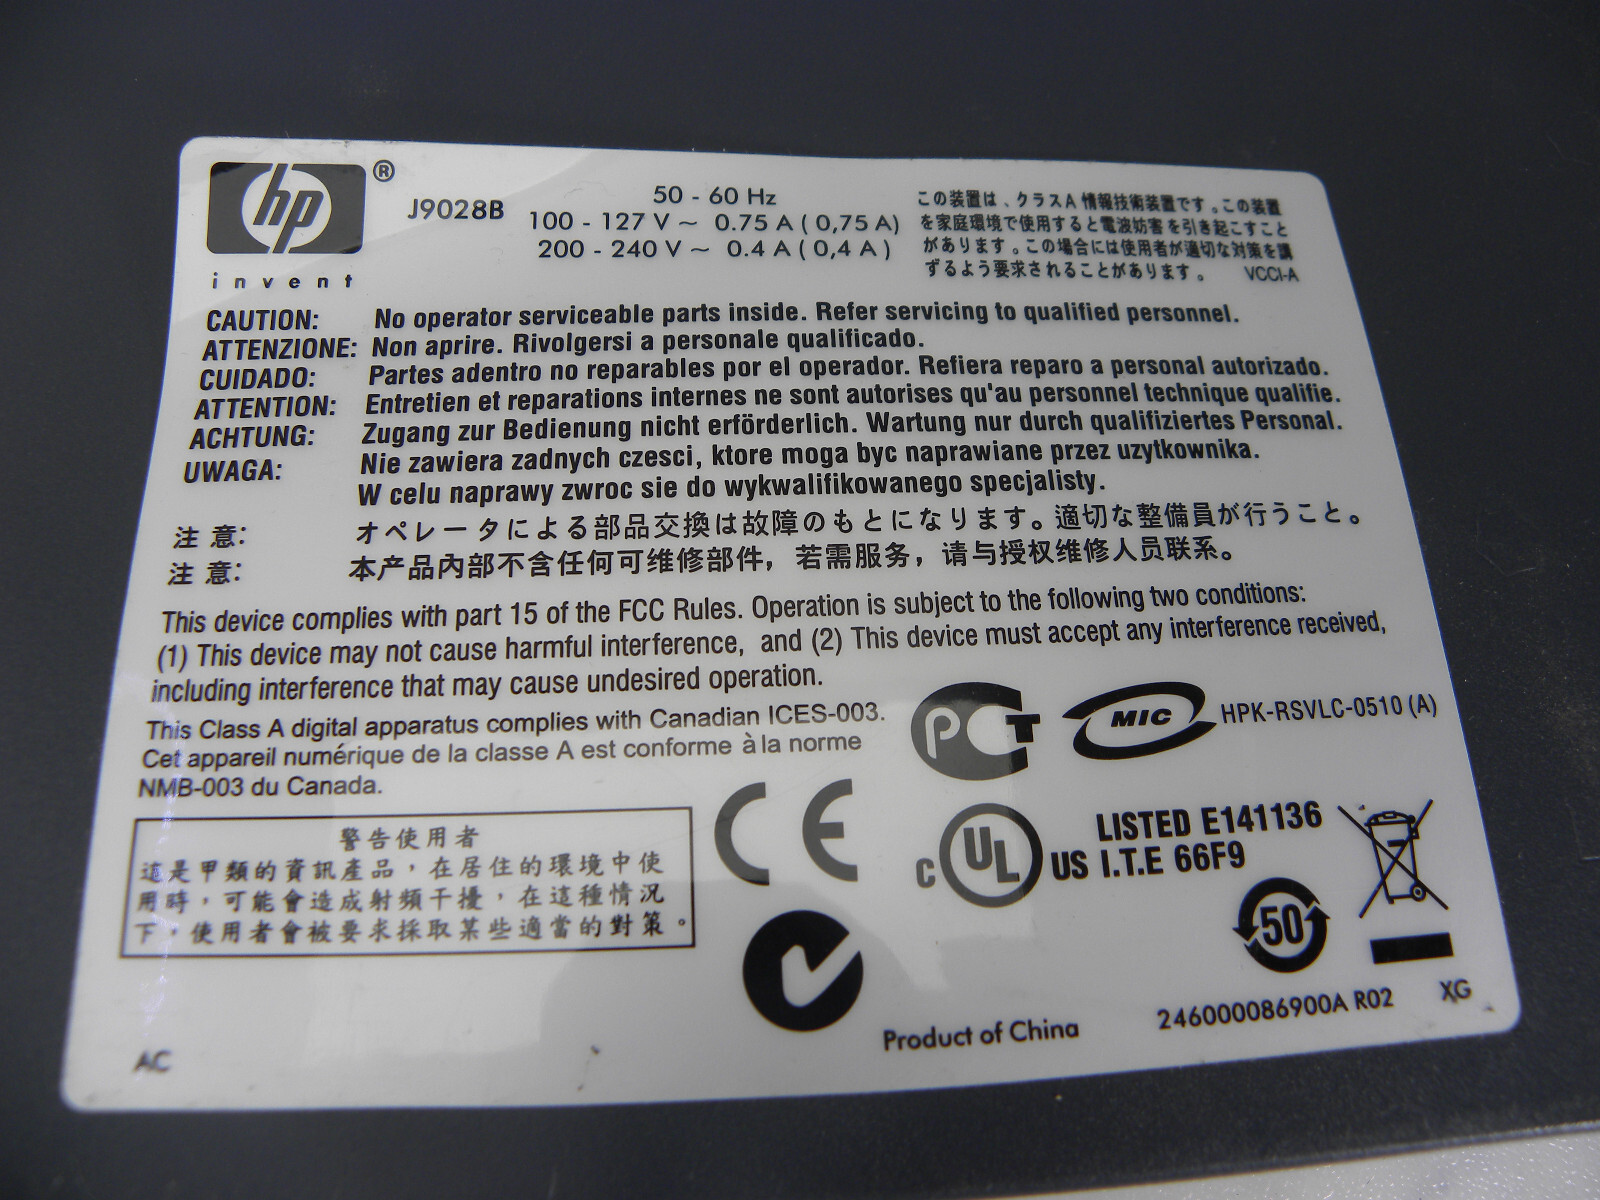 hp ®
invent
J9028B
50 - 60 Hz
100 - 127 V ~ 0.75 A ( 0,75 A)
200 - 240 V ~ 0.4 A ( 0,4 A )
この装置は、クラスA 情報技術装置です。この装置
を家庭環境で使用すると電波妨害を引き起こすこと
があります。この場合には使用者が適切な対策を講
ずるよう要求されることがあります。 VCCI-A
CAUTION: No operator serviceable parts inside. Refer servicing to qualified personnel.
ATTENZIONE: Non aprire. Rivolgersi a personale qualificado.
CUIDADO: Partes adentro no reparables por el operador. Refiera reparo a personal autorizado.
ATTENTION: Entretien et reparations internes ne sont autorises qu'au personnel technique qualifie.
ACHTUNG: Zugang zur Bedienung nicht erförderlich. Wartung nur durch qualifiziertes Personal.
UWAGA: Nie zawiera zadnych czesci, ktore moga byc naprawiane przez uzytkownika.
W celu naprawy zwroc sie do wykwalifikowanego specjalisty.
注 意: オペレータによる部品交換は故障のもとになります。適切な整備員が行うこと。
注 意: 本产品內部不含任何可维修部件，若需服务，请与授权维修人员联系。
This device complies with part 15 of the FCC Rules. Operation is subject to the following two conditions:
(1) This device may not cause harmful interference, and (2) This device must accept any interference received,
including interference that may cause undesired operation.
This Class A digital apparatus complies with Canadian ICES-003.
Cet appareil numérique de la classe A est conforme à la norme
NMB-003 du Canada.
PCT
MIC HPK-RSVLC-0510 (A)
警告使用者
這是甲類的資訊產品，在居住的環境中使
用時，可能會造成射頻干擾，在這種情況
下，使用者會被要求採取某些適當的對策。
CE
C UL US
LISTED E141136
I.T.E 66F9
50
Product of China
246000086900A R02
XG
AC